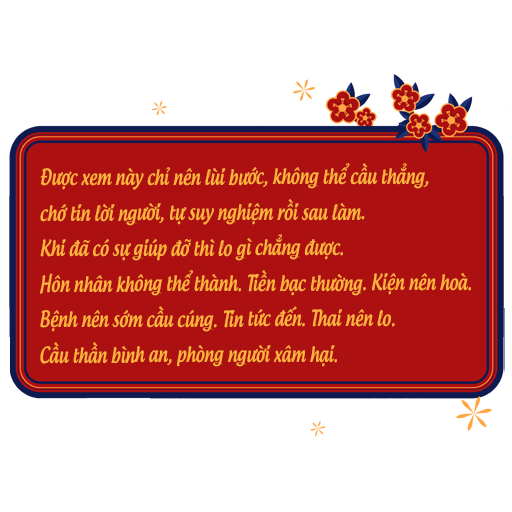 Được xem này chỉ nên lùi bước, không thể cầu thẳng,
chớ tin lời người, tự suy nghiệm rồi sau làm.
Khi đã có sự giúp đỡ thì lo gì chẳng được.
Hôn nhân không thể thành. Tiền bạc thường. Kiện nên hoà.
Bệnh nên sớm cầu cúng. Tin tức đến. Thai nên lo.
Cầu thần bình an, phòng người xâm hại.